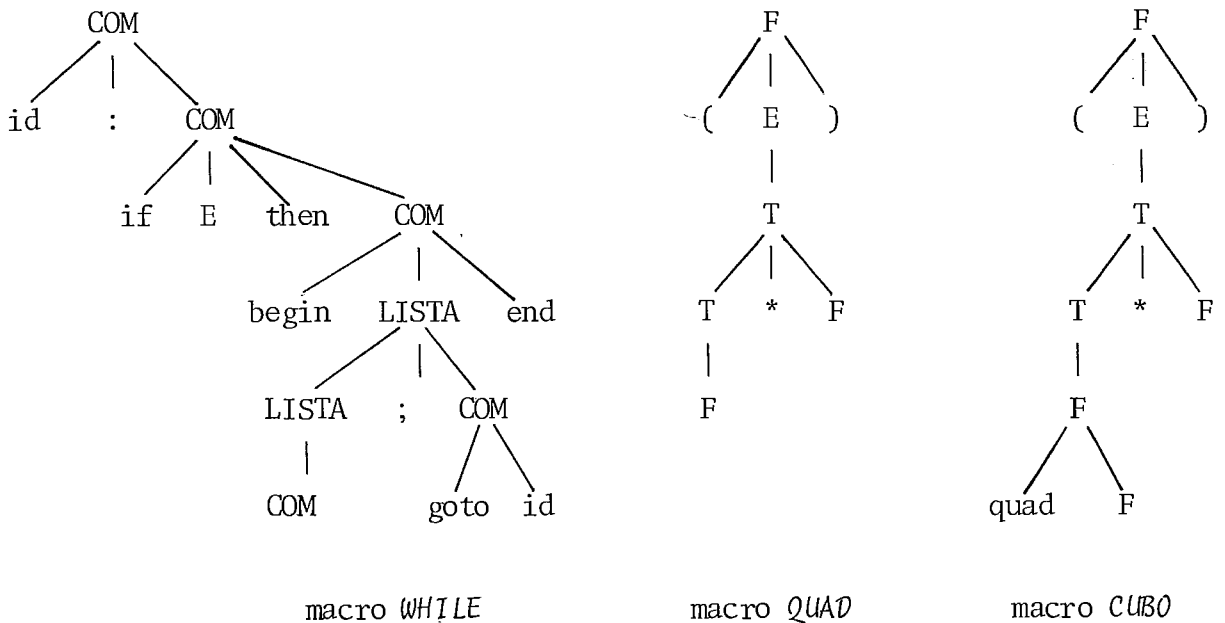 COM F F
id : COM ( E ) ( E )
if E then COM T T
begin LISTA end T * F T * F
LISTA ; COM F F
COM goto id quad F
macro WHILE macro QUAD macro CUBO